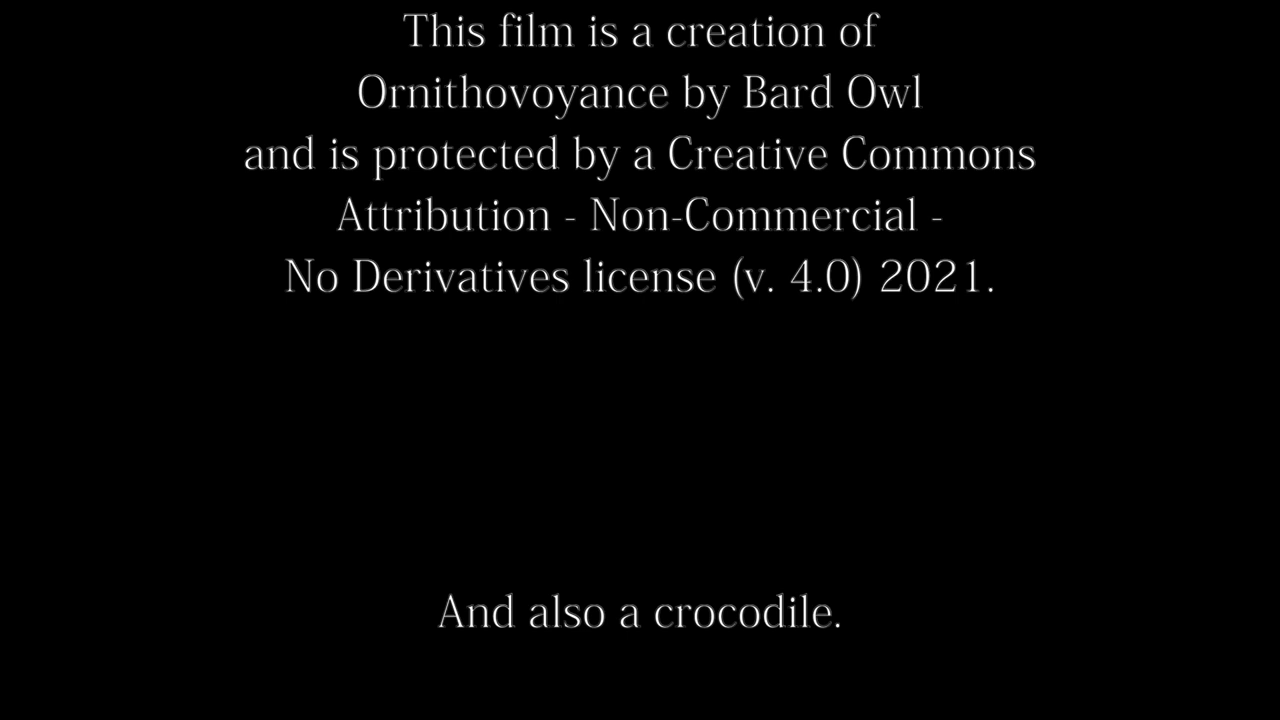 This film is a creation of
Ornithovoyance by Bard Owl
and is protected by a Creative Commons
Attribution - Non-Commercial -
No Derivatives license (v. 4.0) 2021.
And also a crocodile.